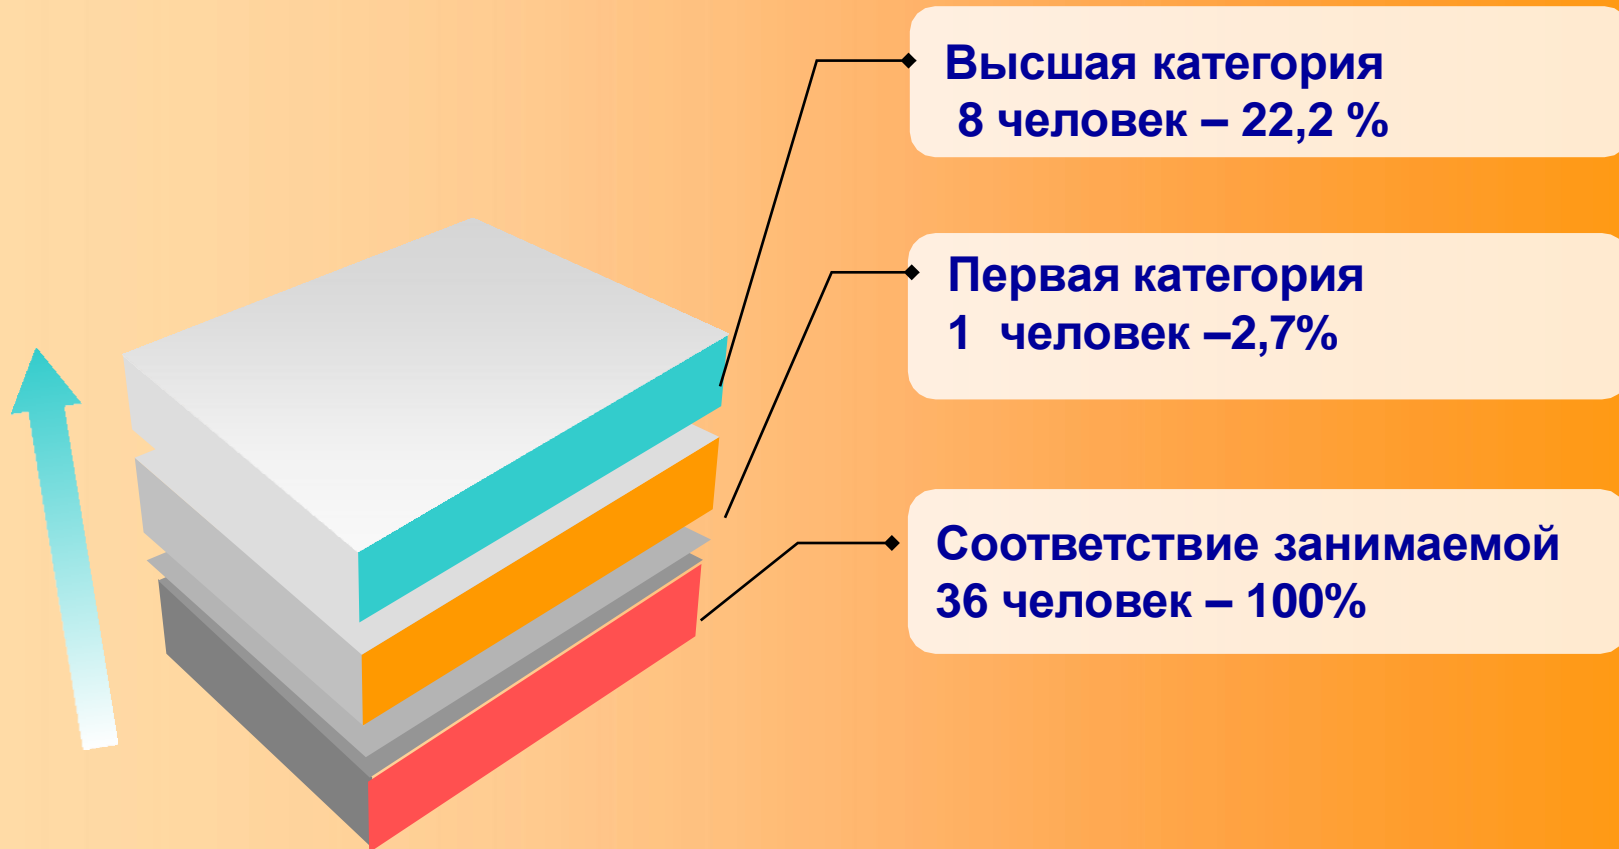 Высшая категория
8 человек – 22,2 %
Первая категория
1 человек –2,7%
Соответствие занимаемой
36 человек – 100%